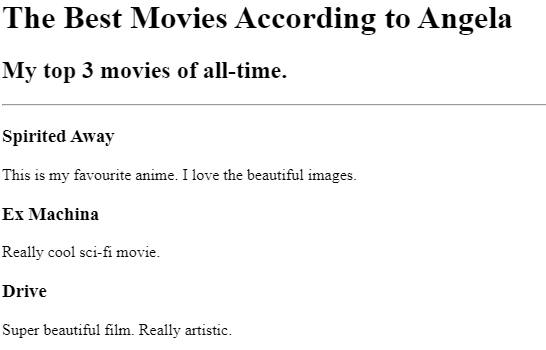 The Best Movies According to Angela
My top 3 movies of all-time.
Spirited Away
This is my favourite anime. I love the beautiful images.
Ex Machina
Really cool sci-fi movie.
Drive
Super beautiful film. Really artistic.